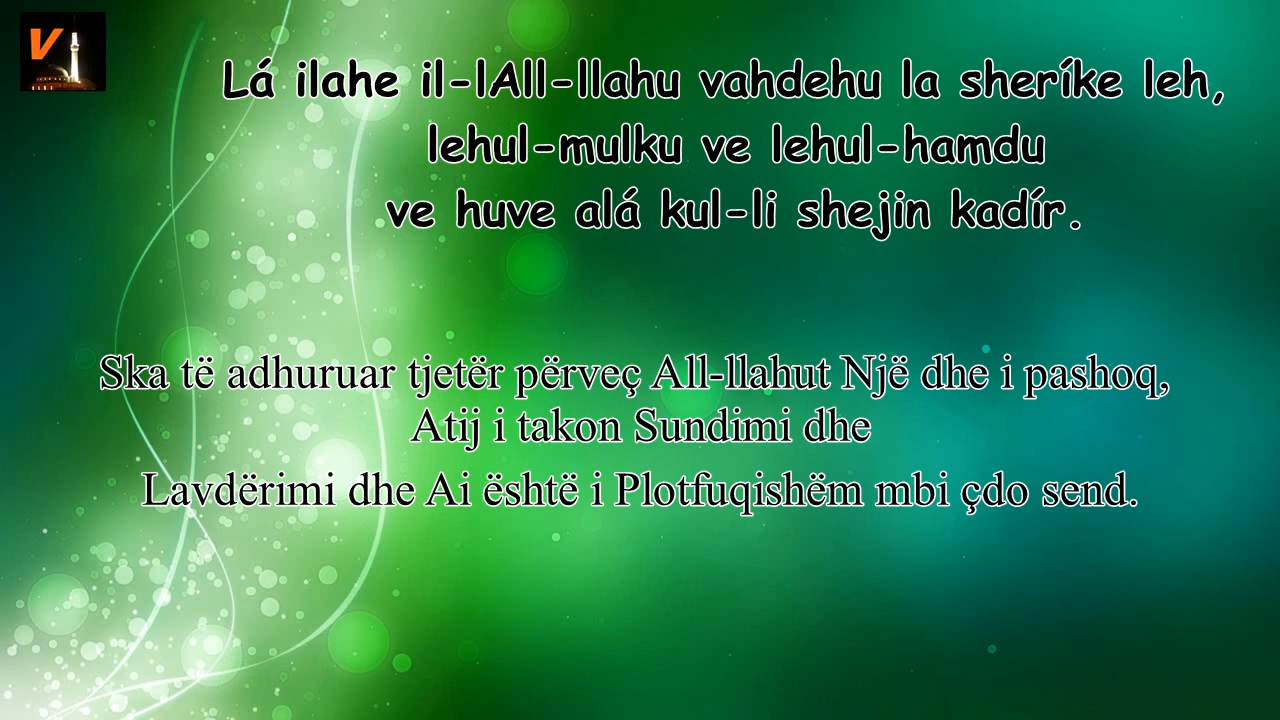 V
Lá ilahe il-lAll-llahu vahdehu la sheríke leh,
lehul-mulku ve lehul-hamdu
ve huve alá kul-li shejin kadír.
Ska të adhuruar tjetër përveç All-llahut Një dhe i pashoq,
Atij i takon Sundimi dhe
Lavdërimi dhe Ai është i Plotfuqishëm mbi çdo send.